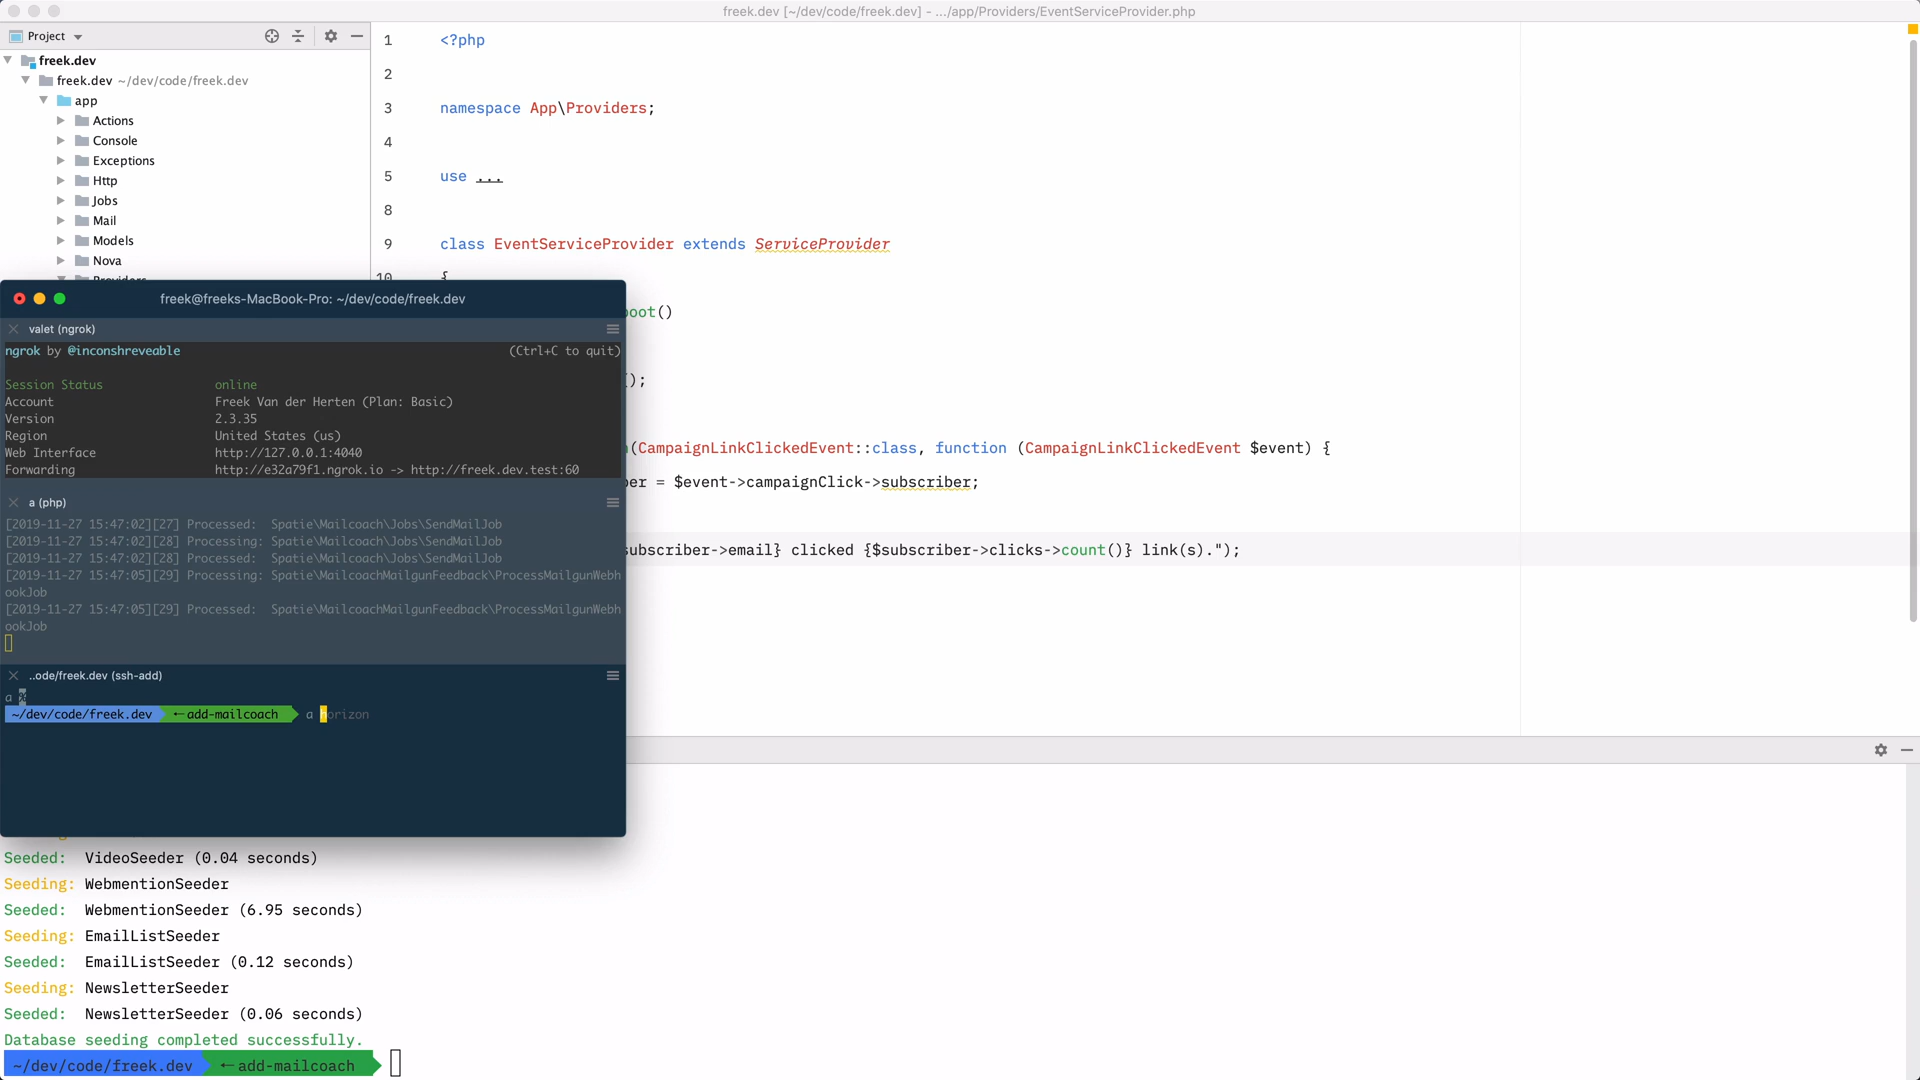 freek.dev [~/dev/code/freek.dev] - .../app/Providers/EventServiceProvider.php
Project
freek.dev
freek.dev ~/dev/code/freek.dev
app
Actions
Console
Exceptions
Http
Jobs
Mail
Models
Nova
Providers
1 <?php
2
3 namespace App\Providers;
4
5 use ...
6
7
8
9 class EventServiceProvider extends ServiceProvider
10 {
boot()
);
(CampaignLinkClickedEvent::class, function (CampaignLinkClickedEvent $event) {
er = $event->campaignClick->subscriber;
subscriber->email} clicked {$subscriber->clicks->count()} link(s).");
freek@freeks-MacBook-Pro: ~/dev/code/freek.dev
valet (ngrok)
ngrok by @inconshreveable (Ctrl+C to quit)
Session Status online
Account Freek Van der Herten (Plan: Basic)
Version 2.3.35
Region United States (us)
Web Interface http://127.0.0.1:4040
Forwarding http://e32a79f1.ngrok.io -> http://freek.dev.test:60
a (php)
[2019-11-27 15:47:02][27] Processed: Spatie\Mailcoach\Jobs\SendMailJob
[2019-11-27 15:47:02][28] Processing: Spatie\Mailcoach\Jobs\SendMailJob
[2019-11-27 15:47:02][28] Processed: Spatie\Mailcoach\Jobs\SendMailJob
[2019-11-27 15:47:05][29] Processing: Spatie\MailcoachMailgunFeedback\ProcessMailgunWebh
ookJob
[2019-11-27 15:47:05][29] Processed: Spatie\MailcoachMailgunFeedback\ProcessMailgunWebh
ookJob
..ode/freek.dev (ssh-add)
a
~/dev/code/freek.dev ←add-mailcoach a horizon
Seeded: VideoSeeder (0.04 seconds)
Seeding: WebmentionSeeder
Seeded: WebmentionSeeder (6.95 seconds)
Seeding: EmailListSeeder
Seeded: EmailListSeeder (0.12 seconds)
Seeding: NewsletterSeeder
Seeded: NewsletterSeeder (0.06 seconds)
Database seeding completed successfully.
~/dev/code/freek.dev ←add-mailcoach